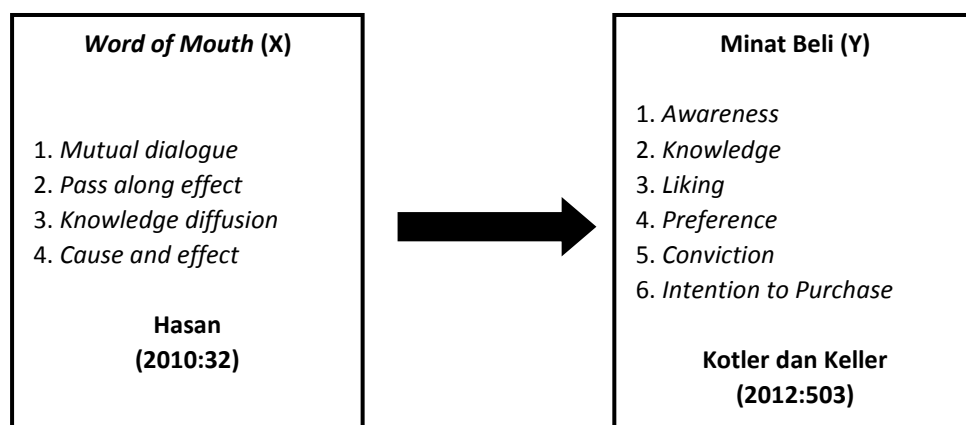 Word of Mouth (X)
1. Mutual dialogue
2. Pass along effect
3. Knowledge diffusion
4. Cause and effect
Hasan
(2010:32)
Minat Beli (Y)
1. Awareness
2. Knowledge
3. Liking
4. Preference
5. Conviction
6. Intention to Purchase
Kotler dan Keller
(2012:503)